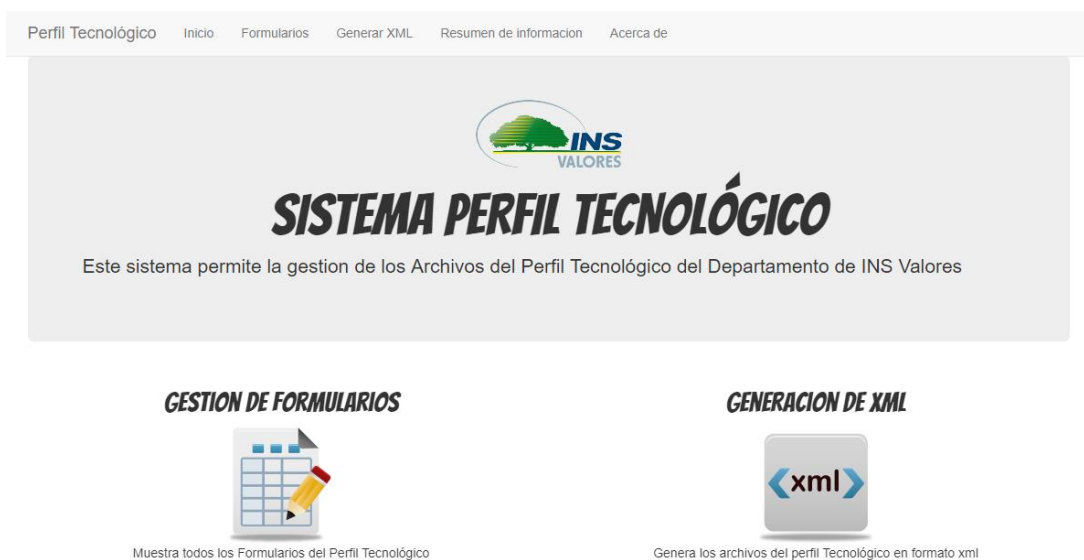 Perfil Tecnológico Inicio Formularios Generar XML Resumen de informacion Acerca de
INS
VALORES
SISTEMA PERFIL TECNOLÓGICO
Este sistema permite la gestion de los Archivos del Perfil Tecnológico del Departamento de INS Valores
GESTION DE FORMULARIOS
Muestra todos los Formularios del Perfil Tecnológico
GENERACION DE XML
<xml>
Genera los archivos del perfil Tecnológico en formato xml